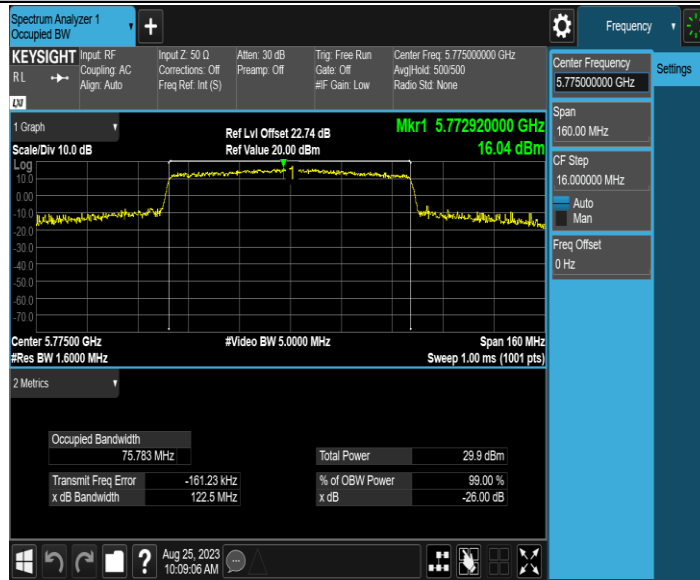 Spectrum Analyzer 1
Occupied BW
+
Frequency
KEYSIGHT
RL
LXI
Input: RF
Coupling: AC
Align: Auto
Input Z: 50 Ω
Corrections: Off
Freq Ref: Int (S)
Atten: 30 dB
Preamp: Off
Trig: Free Run
Gate: Off
#IF Gain: Low
Center Freq: 5.775000000 GHz
Avg|Hold: 500/500
Radio Std: None
Center Frequency
5.775000000 GHz
Settings
Span
160.00 MHz
CF Step
16.000000 MHz
Auto
Man
Freq Offset
0 Hz
1 Graph
Scale/Div 10.0 dB
Ref Lvl Offset 22.74 dB
Ref Value 20.00 dBm
Mkr1 5.772920000 GHz
16.04 dBm
Log
10.0
0.00
-10.0
-20.0
-30.0
-40.0
-50.0
-60.0
-70.0
1
Center 5.77500 GHz
#Res BW 1.6000 MHz
#Video BW 5.0000 MHz
Span 160 MHz
Sweep 1.00 ms (1001 pts)
2 Metrics
Occupied Bandwidth
75.783 MHz
Total Power 29.9 dBm
Transmit Freq Error -161.23 kHz
% of OBW Power 99.00 %
x dB Bandwidth 122.5 MHz
x dB -26.00 dB
?
Aug 25, 2023
10:09:06 AM